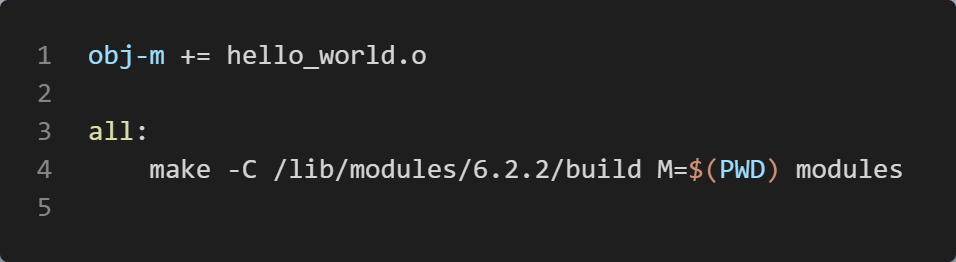 1 obj-m += hello_world.o
2
3 all:
4     make -C /lib/modules/6.2.2/build M=$(PWD) modules
5